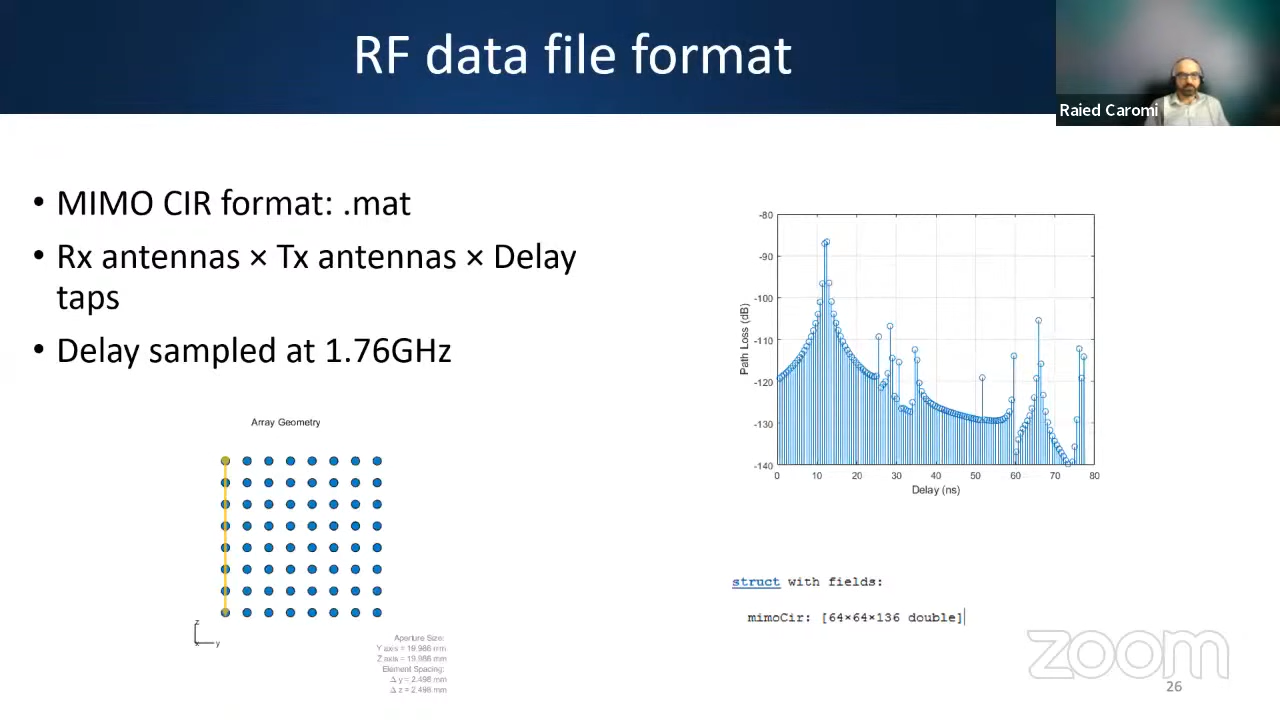 RF data file format
Raied Caromi
• MIMO CIR format: .mat
• Rx antennas × Tx antennas × Delay
taps
• Delay sampled at 1.76GHz
Array Geometry
z
x
y
Aperture Size:
Y axis = 19.986 mm
Z axis = 19.986 mm
Element Spacing:
Δ y = 2.498 mm
Δ z = 2.498 mm
-80
-90
-100
-110
-120
-130
-140
Path Loss (dB)
0 10 20 30 40 50 60 70 80
Delay (ns)
struct with fields:
mimoCir: [64×64×136 double]
zoom
26